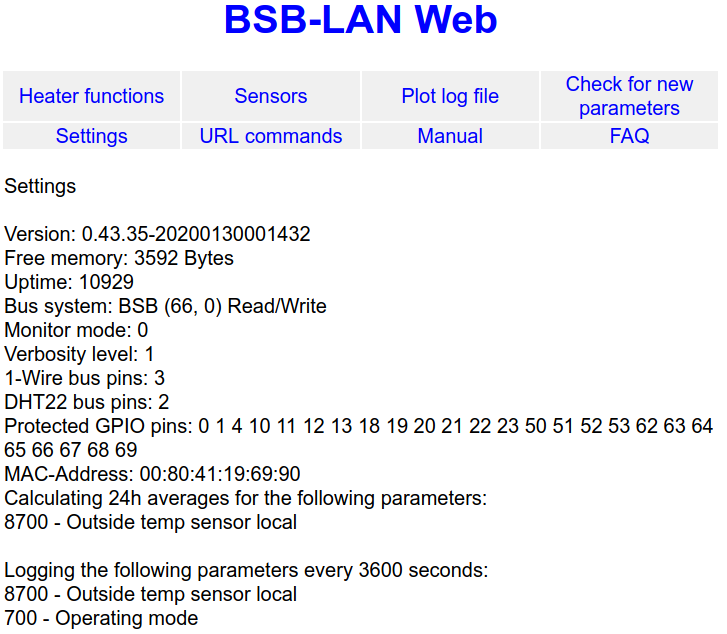 BSB-LAN Web
Heater functions
Sensors
Plot log file
Check for new
parameters
Settings
URL commands
Manual
FAQ
Settings
Version: 0.43.35-20200130001432
Free memory: 3592 Bytes
Uptime: 10929
Bus system: BSB (66, 0) Read/Write
Monitor mode: 0
Verbosity level: 1
1-Wire bus pins: 3
DHT22 bus pins: 2
Protected GPIO pins: 0 1 4 10 11 12 13 18 19 20 21 22 23 50 51 52 53 62 63 64
65 66 67 68 69
MAC-Address: 00:80:41:19:69:90
Calculating 24h averages for the following parameters:
8700 - Outside temp sensor local
Logging the following parameters every 3600 seconds:
8700 - Outside temp sensor local
700 - Operating mode